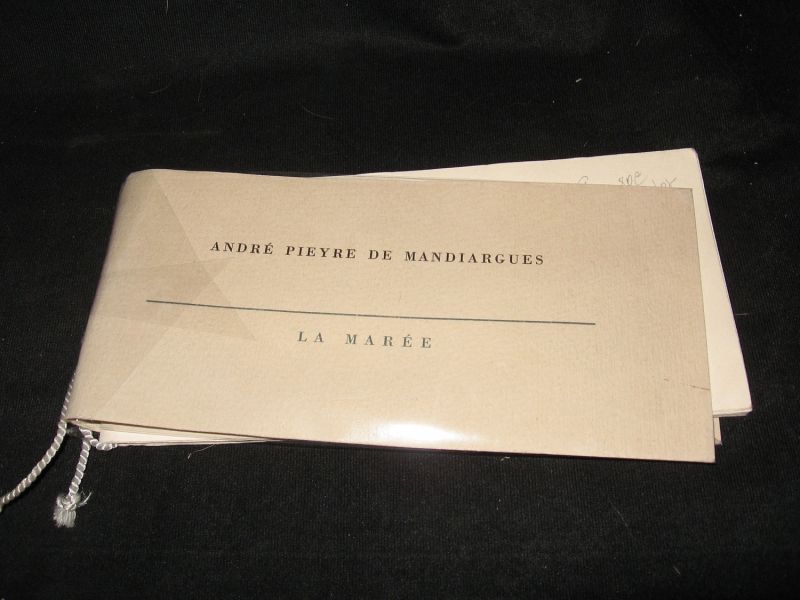 ANDRÉ PIEYRE DE MANDIARGUES
LA MARÉE